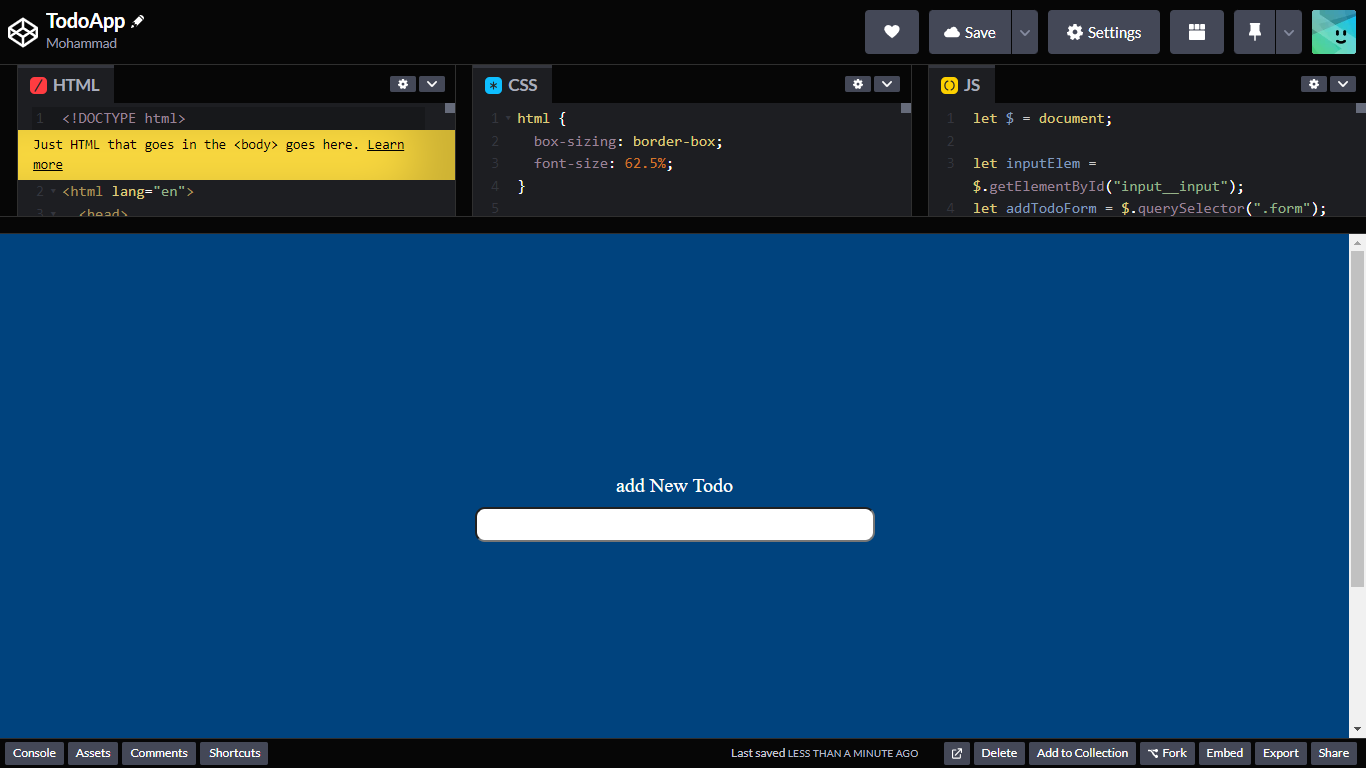 TodoApp
Mohammad
Save
Settings
HTML
1 <!DOCTYPE html>
Just HTML that goes in the <body> goes here. Learn
more
2 <html lang="en">
3 <head>
CSS
1 html {
2 box-sizing: border-box;
3 font-size: 62.5%;
4 }
5
JS
1 let $ = document;
2
3 let inputElem =
$.getElementById("input__input");
4 let addTodoForm = $.querySelector(".form");
add New Todo
Console Assets Comments Shortcuts Last saved LESS THAN A MINUTE AGO Delete Add to Collection Fork Embed Export Share